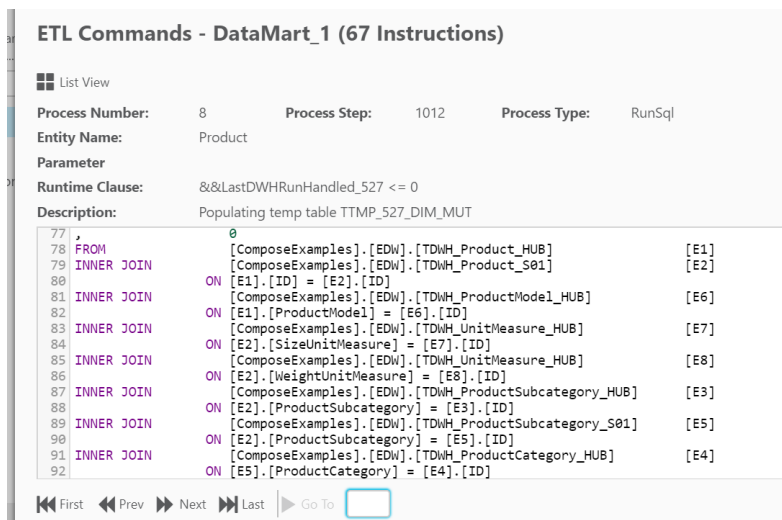 ETL Commands - DataMart_1 (67 Instructions)
List View
Process Number: 8 Process Step: 1012 Process Type: RunSql
Entity Name: Product
Parameter
Runtime Clause: &&LastDWHRunHandled_527 <= 0
Description: Populating temp table TTMP_527_DIM_MUT
77 , 0
78 FROM [ComposeExamples].[EDW].[TDWH_Product_HUB] [E1]
79 INNER JOIN [ComposeExamples].[EDW].[TDWH_Product_S01] [E2]
80 ON [E1].[ID] = [E2].[ID]
81 INNER JOIN [ComposeExamples].[EDW].[TDWH_ProductModel_HUB] [E6]
82 ON [E1].[ProductModel] = [E6].[ID]
83 INNER JOIN [ComposeExamples].[EDW].[TDWH_UnitMeasure_HUB] [E7]
84 ON [E2].[SizeUnitMeasure] = [E7].[ID]
85 INNER JOIN [ComposeExamples].[EDW].[TDWH_UnitMeasure_HUB] [E8]
86 ON [E2].[WeightUnitMeasure] = [E8].[ID]
87 INNER JOIN [ComposeExamples].[EDW].[TDWH_ProductSubcategory_HUB] [E3]
88 ON [E2].[ProductSubcategory] = [E3].[ID]
89 INNER JOIN [ComposeExamples].[EDW].[TDWH_ProductSubcategory_S01] [E5]
90 ON [E2].[ProductSubcategory] = [E5].[ID]
91 INNER JOIN [ComposeExamples].[EDW].[TDWH_ProductCategory_HUB] [E4]
92 ON [E5].[ProductCategory] = [E4].[ID]
First Prev Next Last Go To